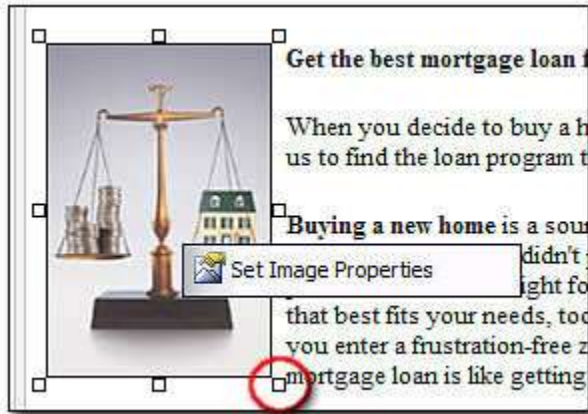 Get the best mortgage loan f
When you decide to buy a h
us to find the loan program t
Buying a new home is a sour
didn't
Set Image Properties
ight fo
that best fits your needs, too
you enter a frustration-free z
mortgage loan is like getting